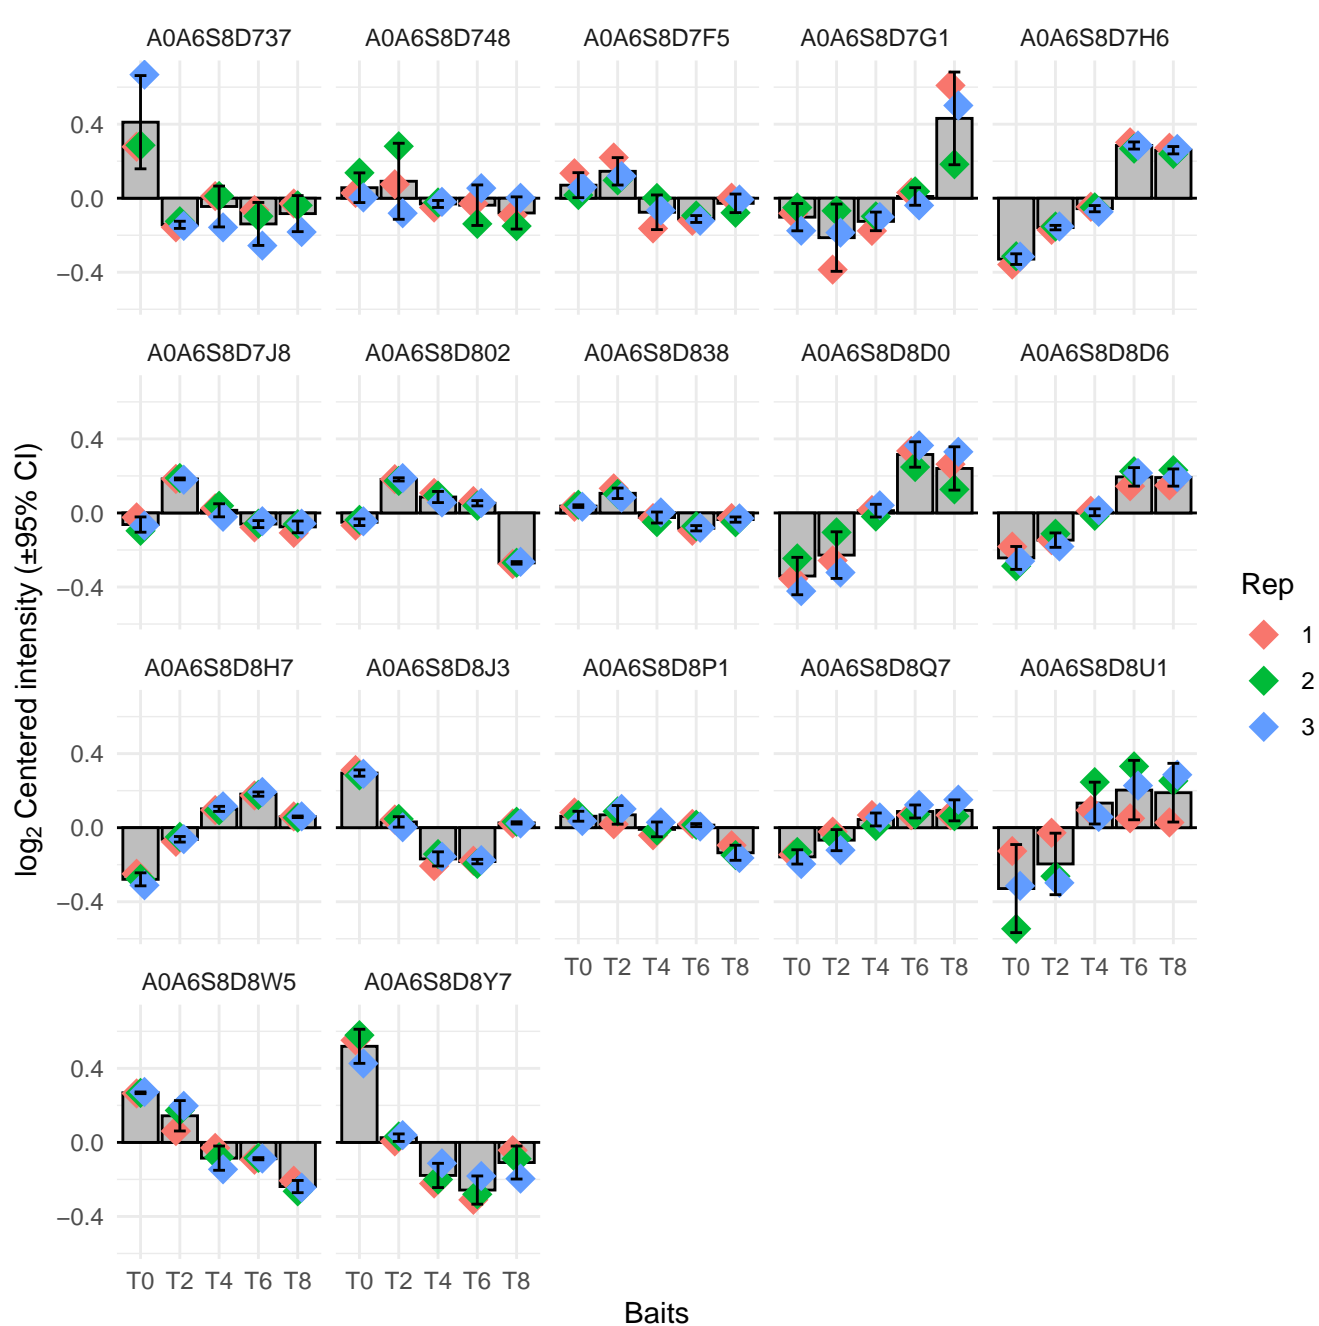 A0A6S8D737 A0A6S8D748 A0A6S8D7F5 A0A6S8D7G1 A0A6S8D7H6
0.4
0.0
−0.4
A0A6S8D7J8 A0A6S8D802 A0A6S8D838 A0A6S8D8D0 A0A6S8D8D6
0.4
0.0
−0.4
A0A6S8D8H7 A0A6S8D8J3 A0A6S8D8P1 A0A6S8D8Q7 A0A6S8D8U1
0.4
0.0
−0.4
T0 T2 T4 T6 T8 T0 T2 T4 T6 T8 T0 T2 T4 T6 T8
A0A6S8D8W5 A0A6S8D8Y7
0.4
0.0
−0.4
T0 T2 T4 T6 T8 T0 T2 T4 T6 T8
Baits
log₂ Centered intensity (±95% CI)
Rep
1
2
3